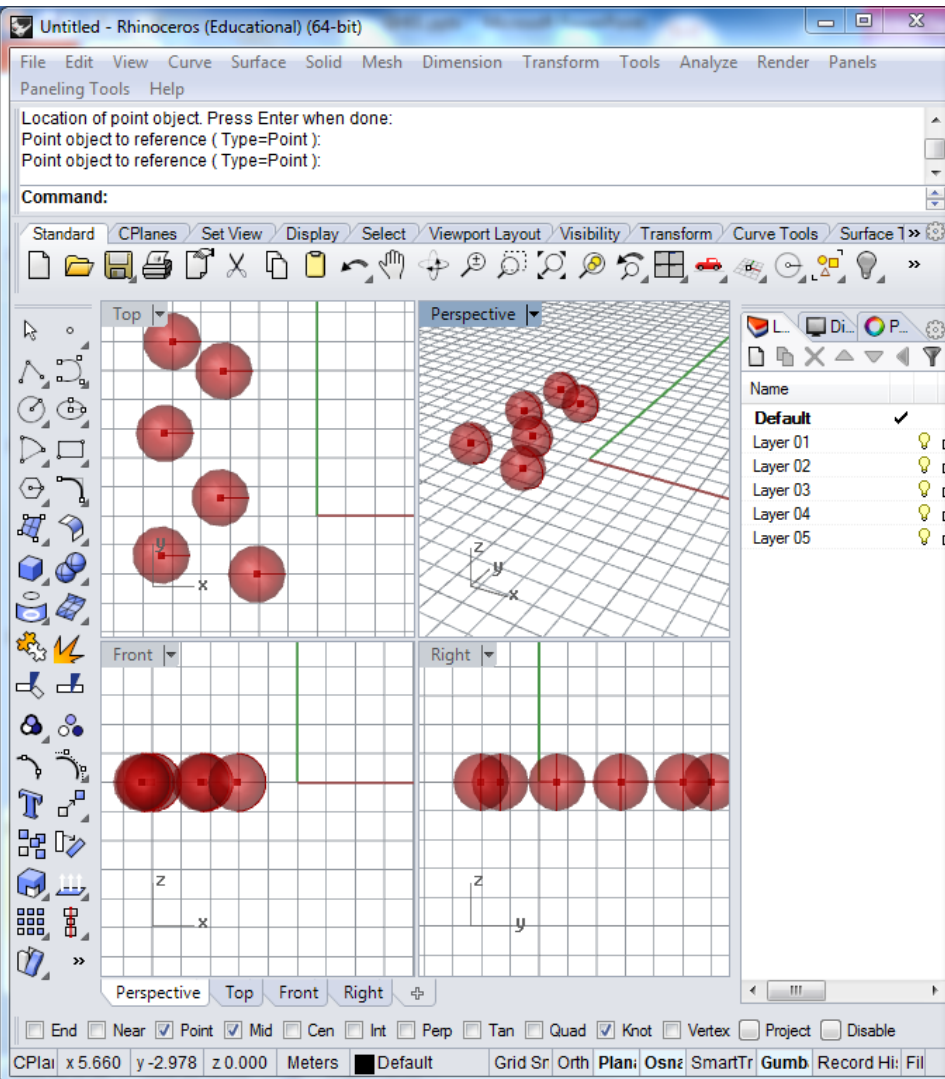 Untitled - Rhinoceros (Educational) (64-bit)
File Edit View Curve Surface Solid Mesh Dimension Transform Tools Analyze Render Panels
Paneling Tools Help
Location of point object. Press Enter when done:
Point object to reference ( Type=Point ):
Point object to reference ( Type=Point ):
Command:
Standard CPlanes Set View Display Select Viewport Layout Visibility Transform Curve Tools Surface T»
»
Top
Perspective
L... Di... P...
Name
Default
Layer 01
Layer 02
Layer 03
Layer 04
Layer 05
y
x
z
y
x
Front
Right
z
x
z
y
»
Perspective Top Front Right
End Near Point Mid Cen Int Perp Tan Quad Knot Vertex Project Disable
CPlai x 5.660 y -2.978 z 0.000 Meters Default Grid Sr Orth Plana Osna SmartTr Gumb Record Hi: Fil